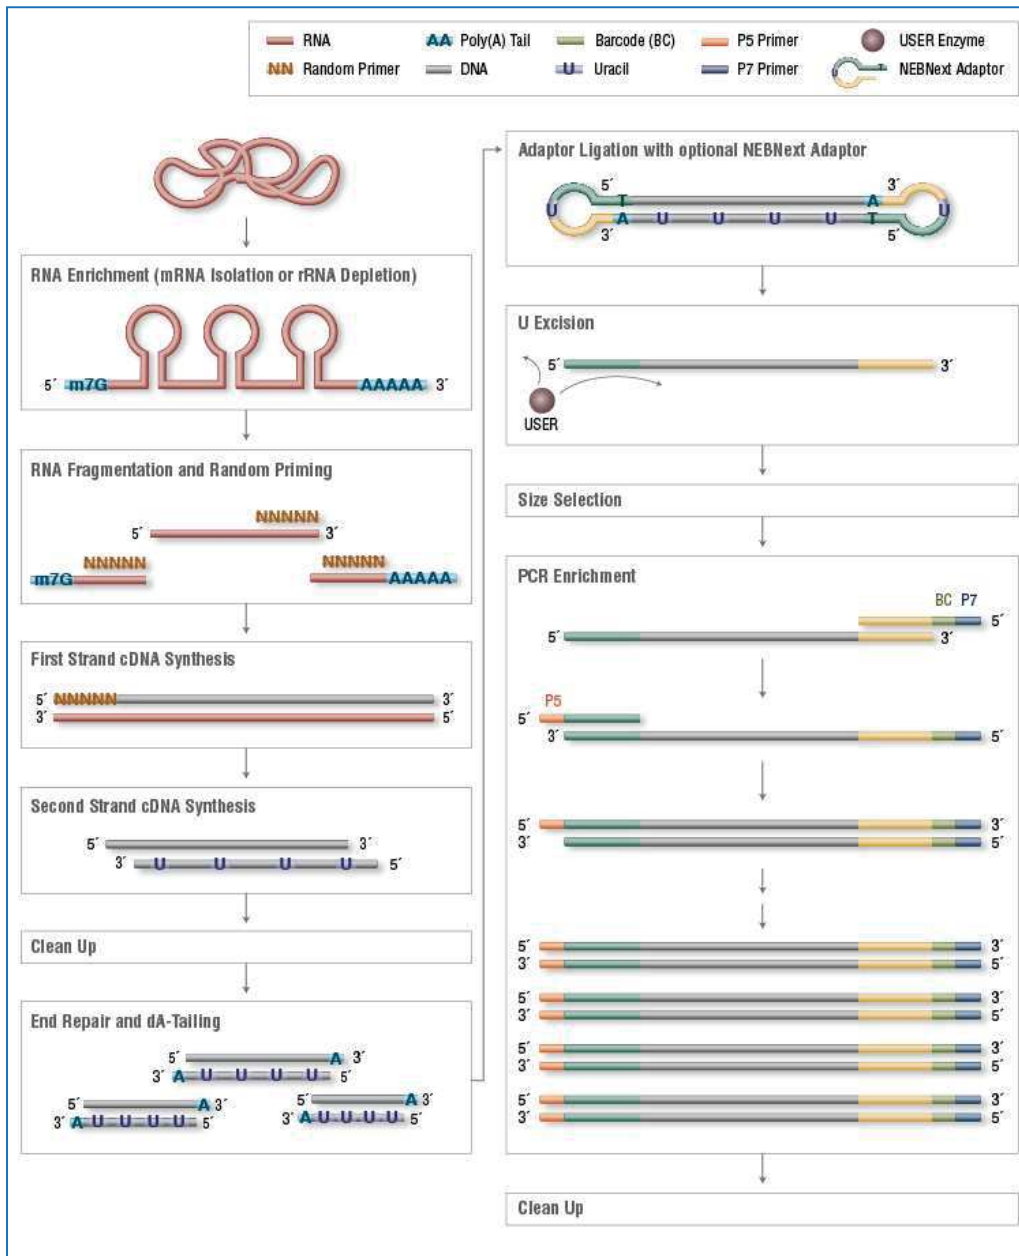 RNA
AA Poly(A) Tail
Barcode (BC)
P5 Primer
USER Enzyme
NN Random Primer
DNA
U Uracil
P7 Primer
U T NEBNext Adaptor
RNA Enrichment (mRNA Isolation or rRNA Depletion)
5´ m7G AAAAA 3´
RNA Fragmentation and Random Priming
NNNNN
5´ 3´
NNNNN NNNNN
m7G AAAAA
First Strand cDNA Synthesis
5´ NNNNN 3´
3´ 5´
Second Strand cDNA Synthesis
5´ 3´
3´ U U U U 5´
Clean Up
End Repair and dA-Tailing
5´ A 3´
3´ A U U U U 5´
5´ A 3´
3´ A U U U U 5´
5´ A 3´
3´ A U U U U 5´
Adaptor Ligation with optional NEBNext Adaptor
5´ 3´
T A
U U
A U U U U T
3´ 5´
U Excision
5´ 3´
USER
Size Selection
PCR Enrichment
BC P7
5´
5´ 3´
P5
5´
3´ 5´
5´ 3´
3´ 5´
5´ 3´
3´ 5´
5´ 3´
3´ 5´
5´ 3´
3´ 5´
5´ 3´
3´ 5´
Clean Up